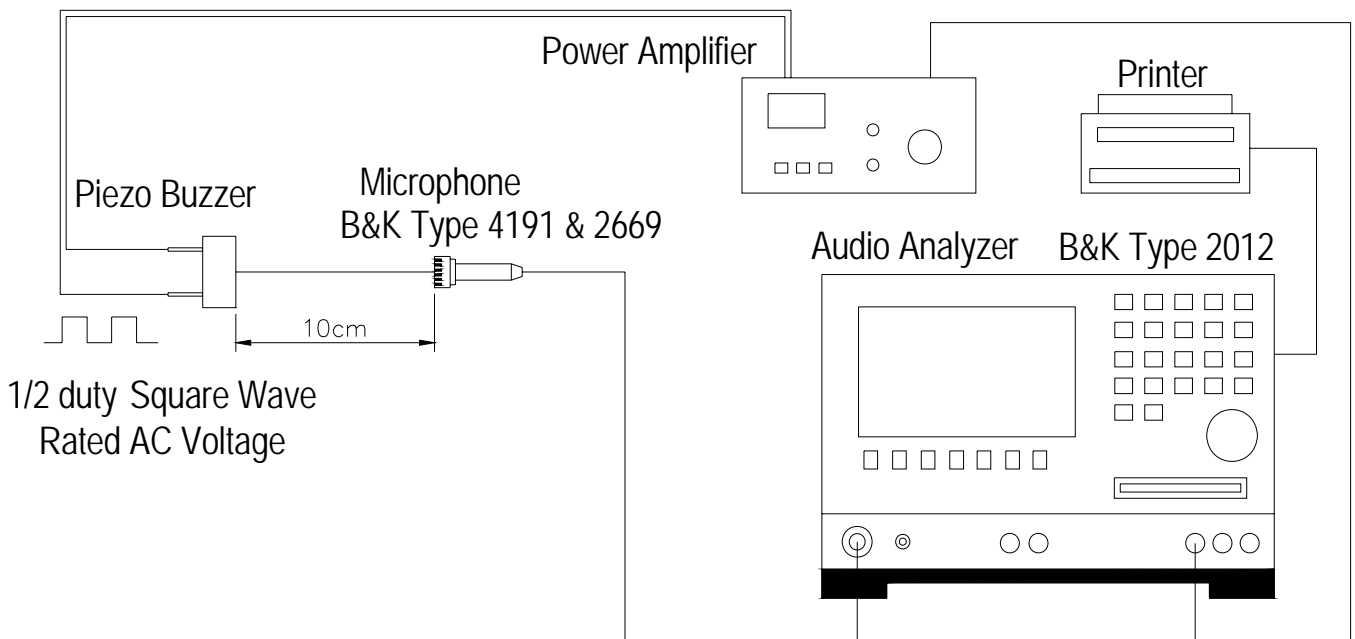 Power Amplifier
Printer
Piezo Buzzer
Microphone
B&K Type 4191 & 2669
Audio Analyzer
B&K Type 2012
10cm
1/2 duty Square Wave
Rated AC Voltage